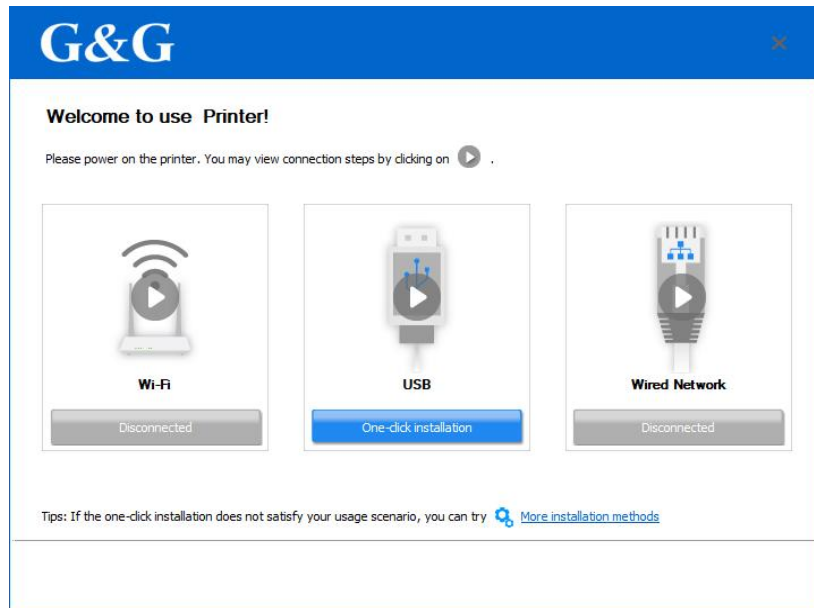 G&G
Welcome to use Printer!
Please power on the printer. You may view connection steps by clicking on .
Wi-Fi
USB
Wired Network
Disconnected
One-click installation
Disconnected
Tips: If the one-click installation does not satisfy your usage scenario, you can try More installation methods